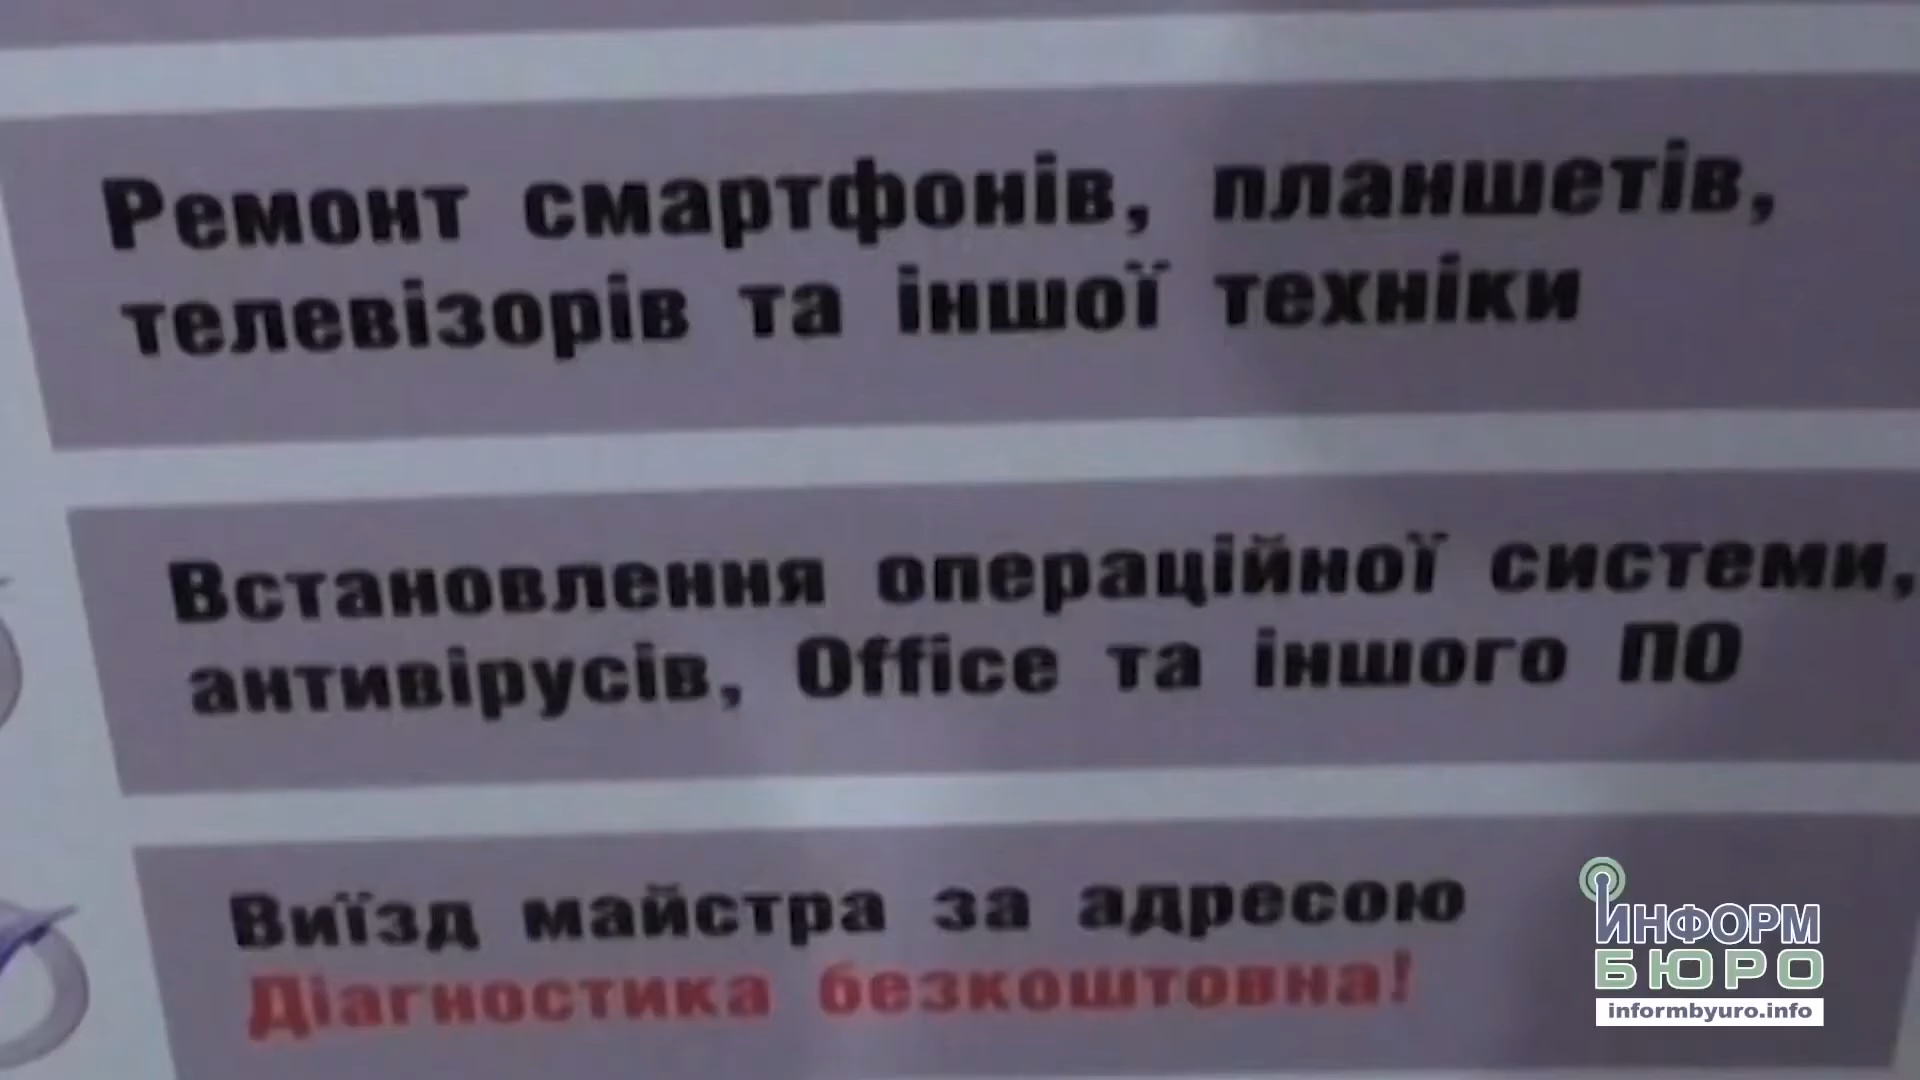 Ремонт смартфонів, планшетів,
телевізорів та іншої техніки
Встановлення операційної системи,
антивірусів, Office та іншого ПО
Виїзд майстра за адресою
Діагностика безкоштовна!
ИНФОРМ
БЮРО
informbyuro.info